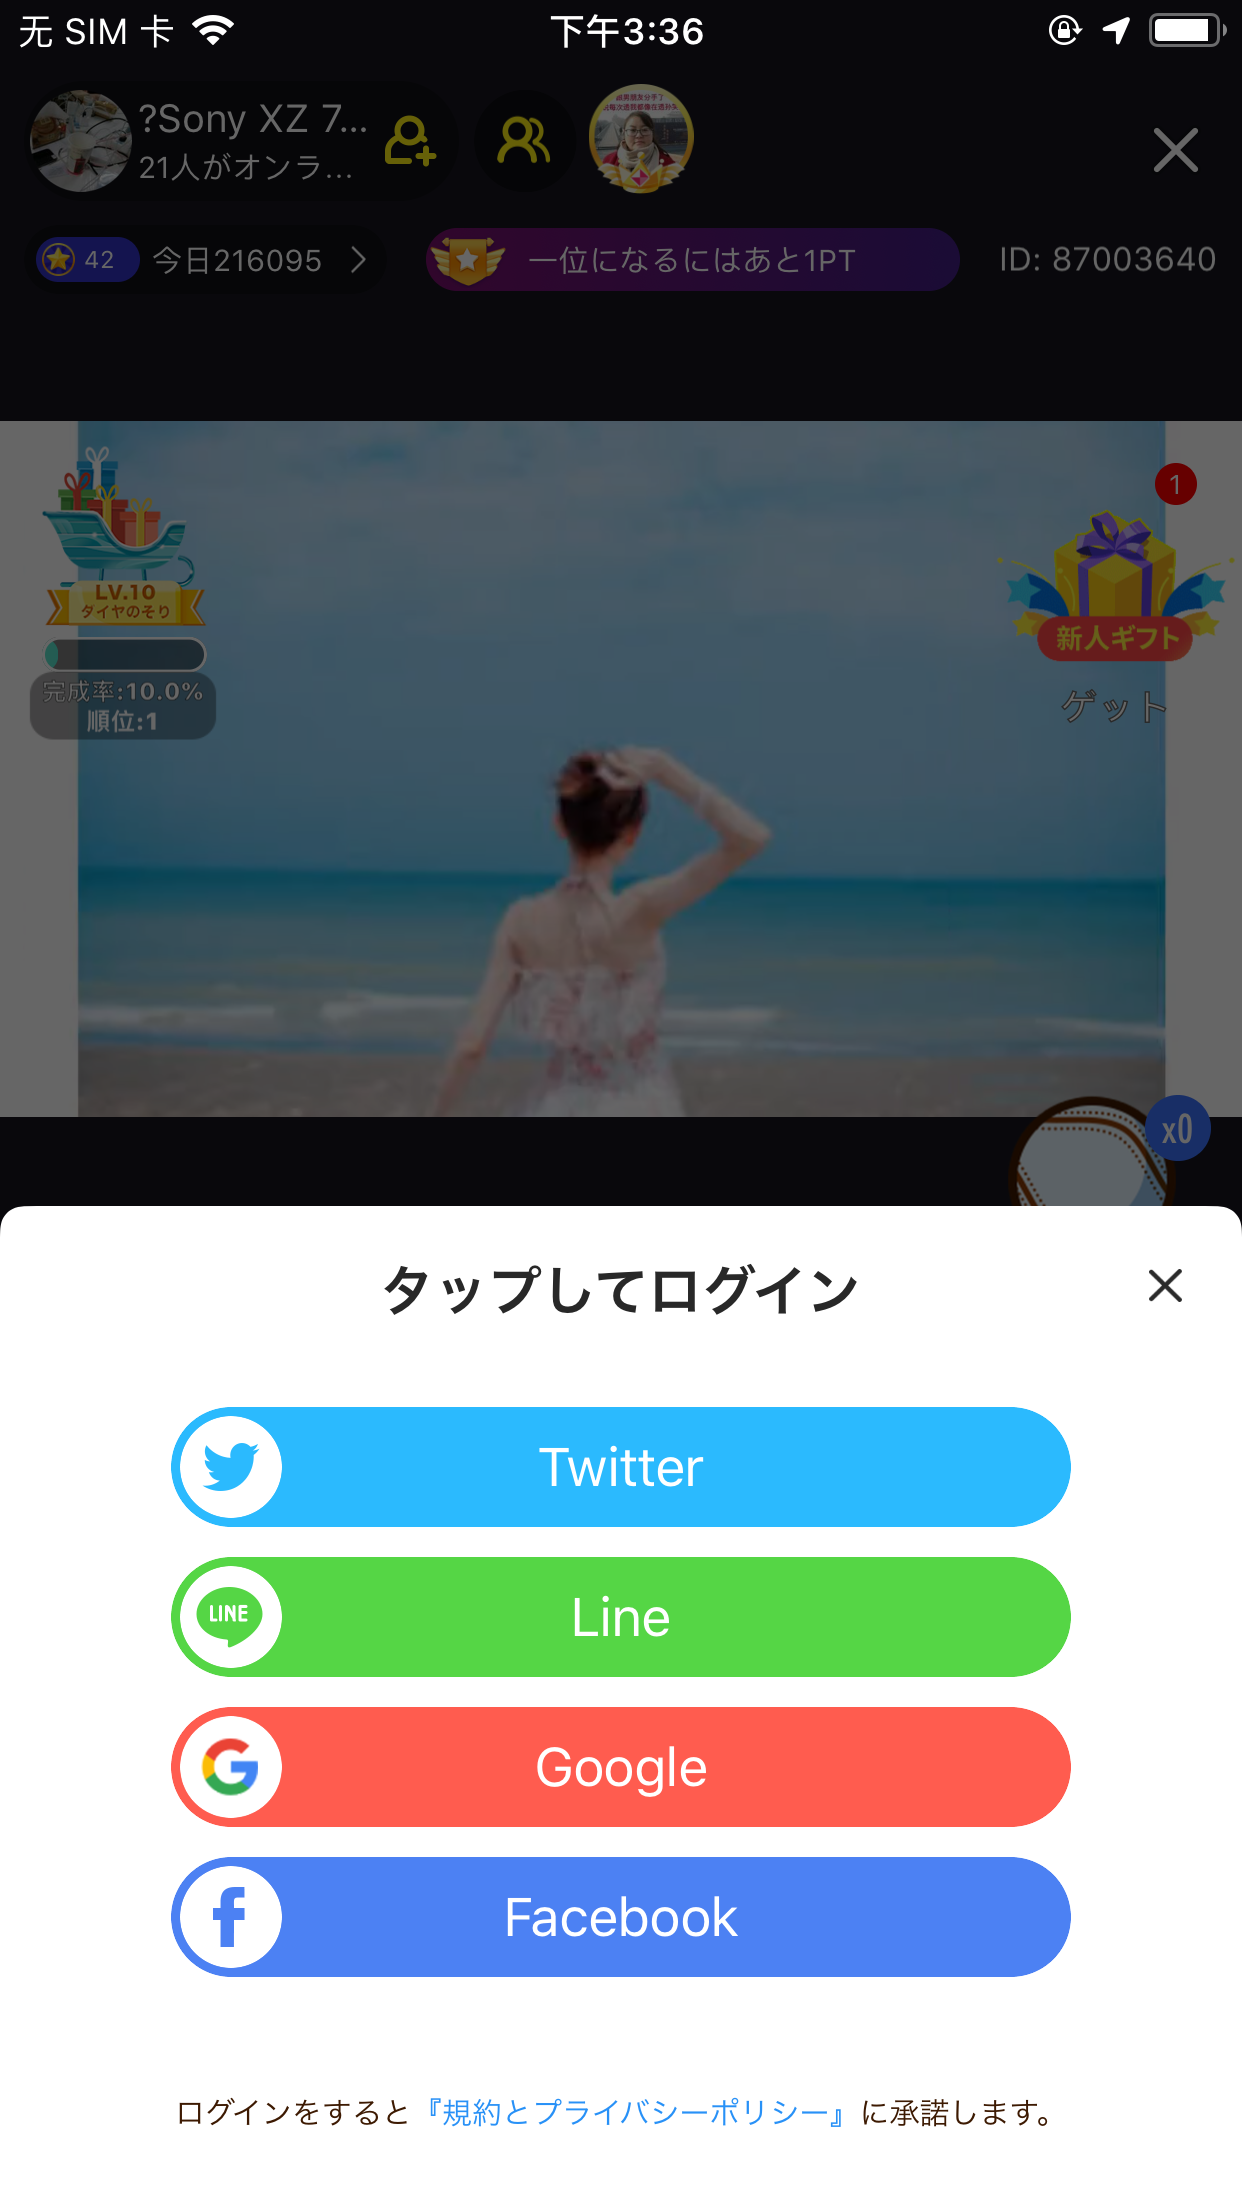 无 SIM 卡
下午3:36
?Sony XZ 7...
21人がオンラ...
42
今日216095
一位になるにはあと1PT
ID: 87003640
1
LV.10
ダイヤのそり
完成率:10.0%
順位:1
新人ギフト
ゲット
x0
タップしてログイン
Twitter
LINE
Line
Google
Facebook
ログインをすると『規約とプライバシーポリシー』に承諾します。